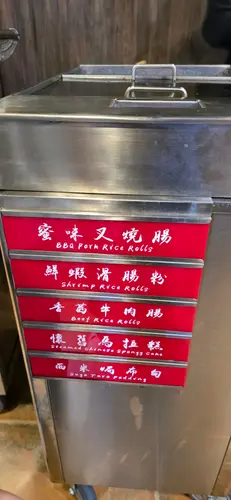 蜜味叉燒腸
BBQ Pork Rice Rolls
鮮蝦滑腸粉
Shrimp Rice Rolls
香茜牛肉腸
Beef Rice Rolls
懷舊馬拉糕
Steamed Chinese Spongy Cake
西米焗布甸
Sago Taro Pudding